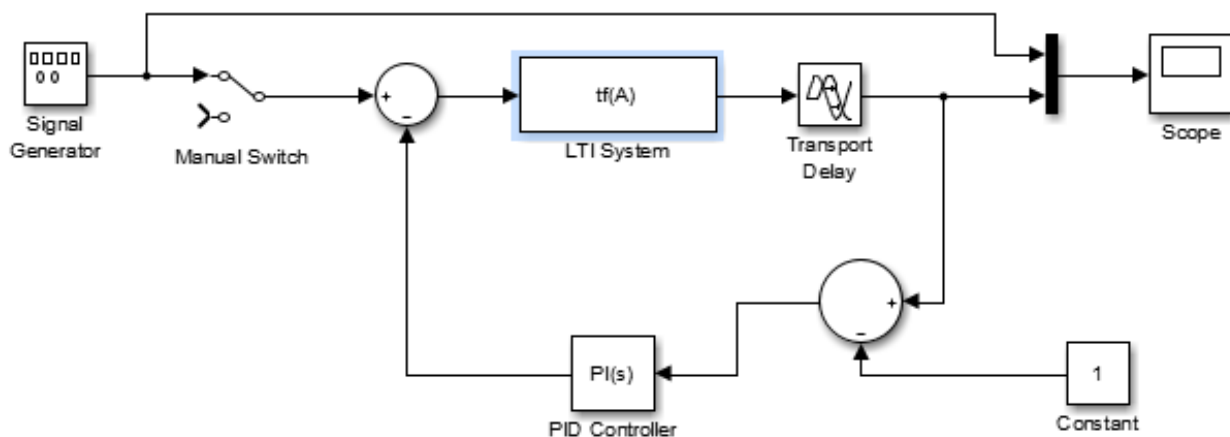 Signal
Generator
Manual Switch
+
−
tf(A)
LTI System
Transport
Delay
Scope
+
−
PI(s)
PID Controller
1
Constant